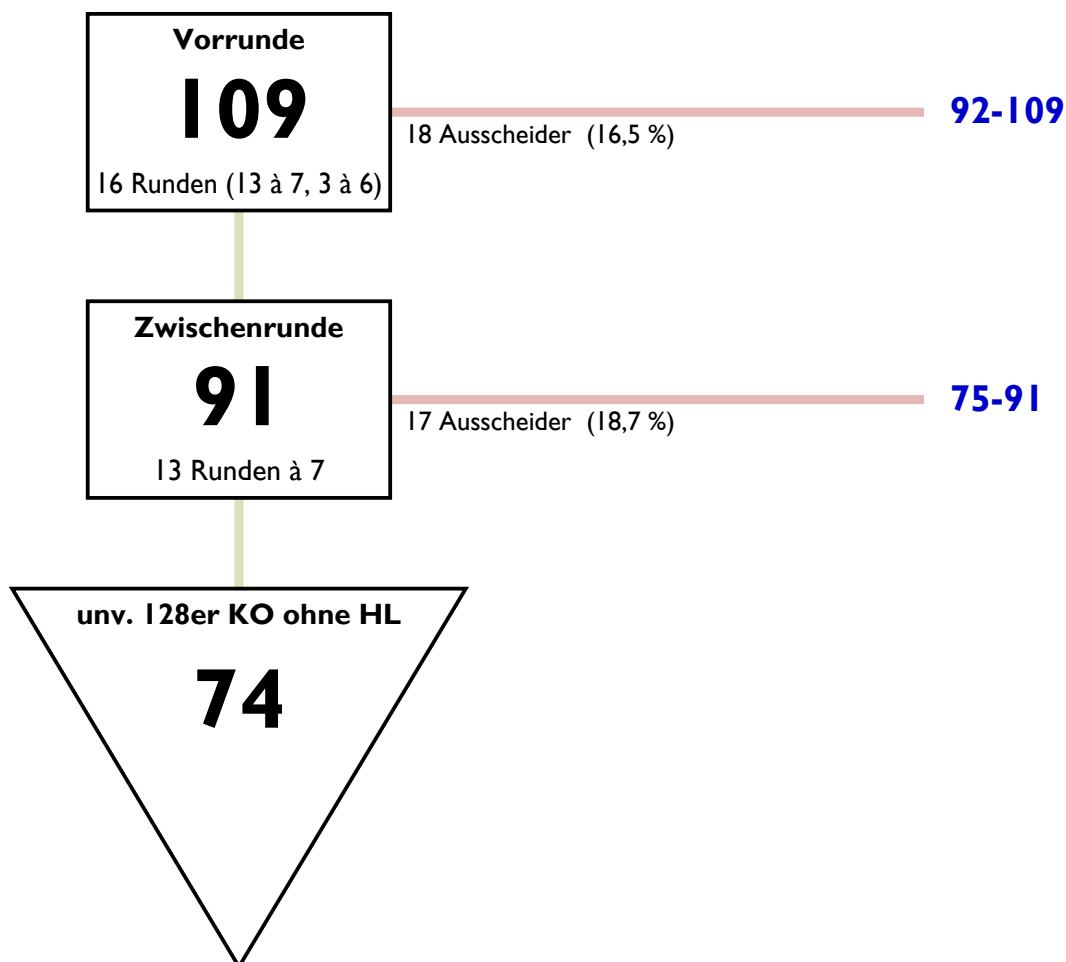 Vorrunde
109
16 Runden (13 à 7, 3 à 6)
18 Ausscheider (16,5 %)
92-109
Zwischenrunde
91
13 Runden à 7
17 Ausscheider (18,7 %)
75-91
unv. 128er KO ohne HL
74